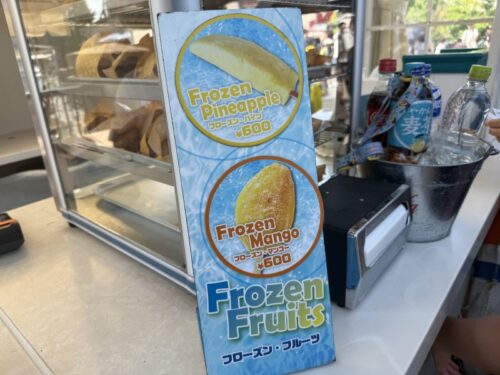 Frozen
Pineapple
フローズン・パイン
¥600
Frozen
Mango
フローズン・マンゴー
¥600
Frozen
Fruits
フローズン・フルーツ